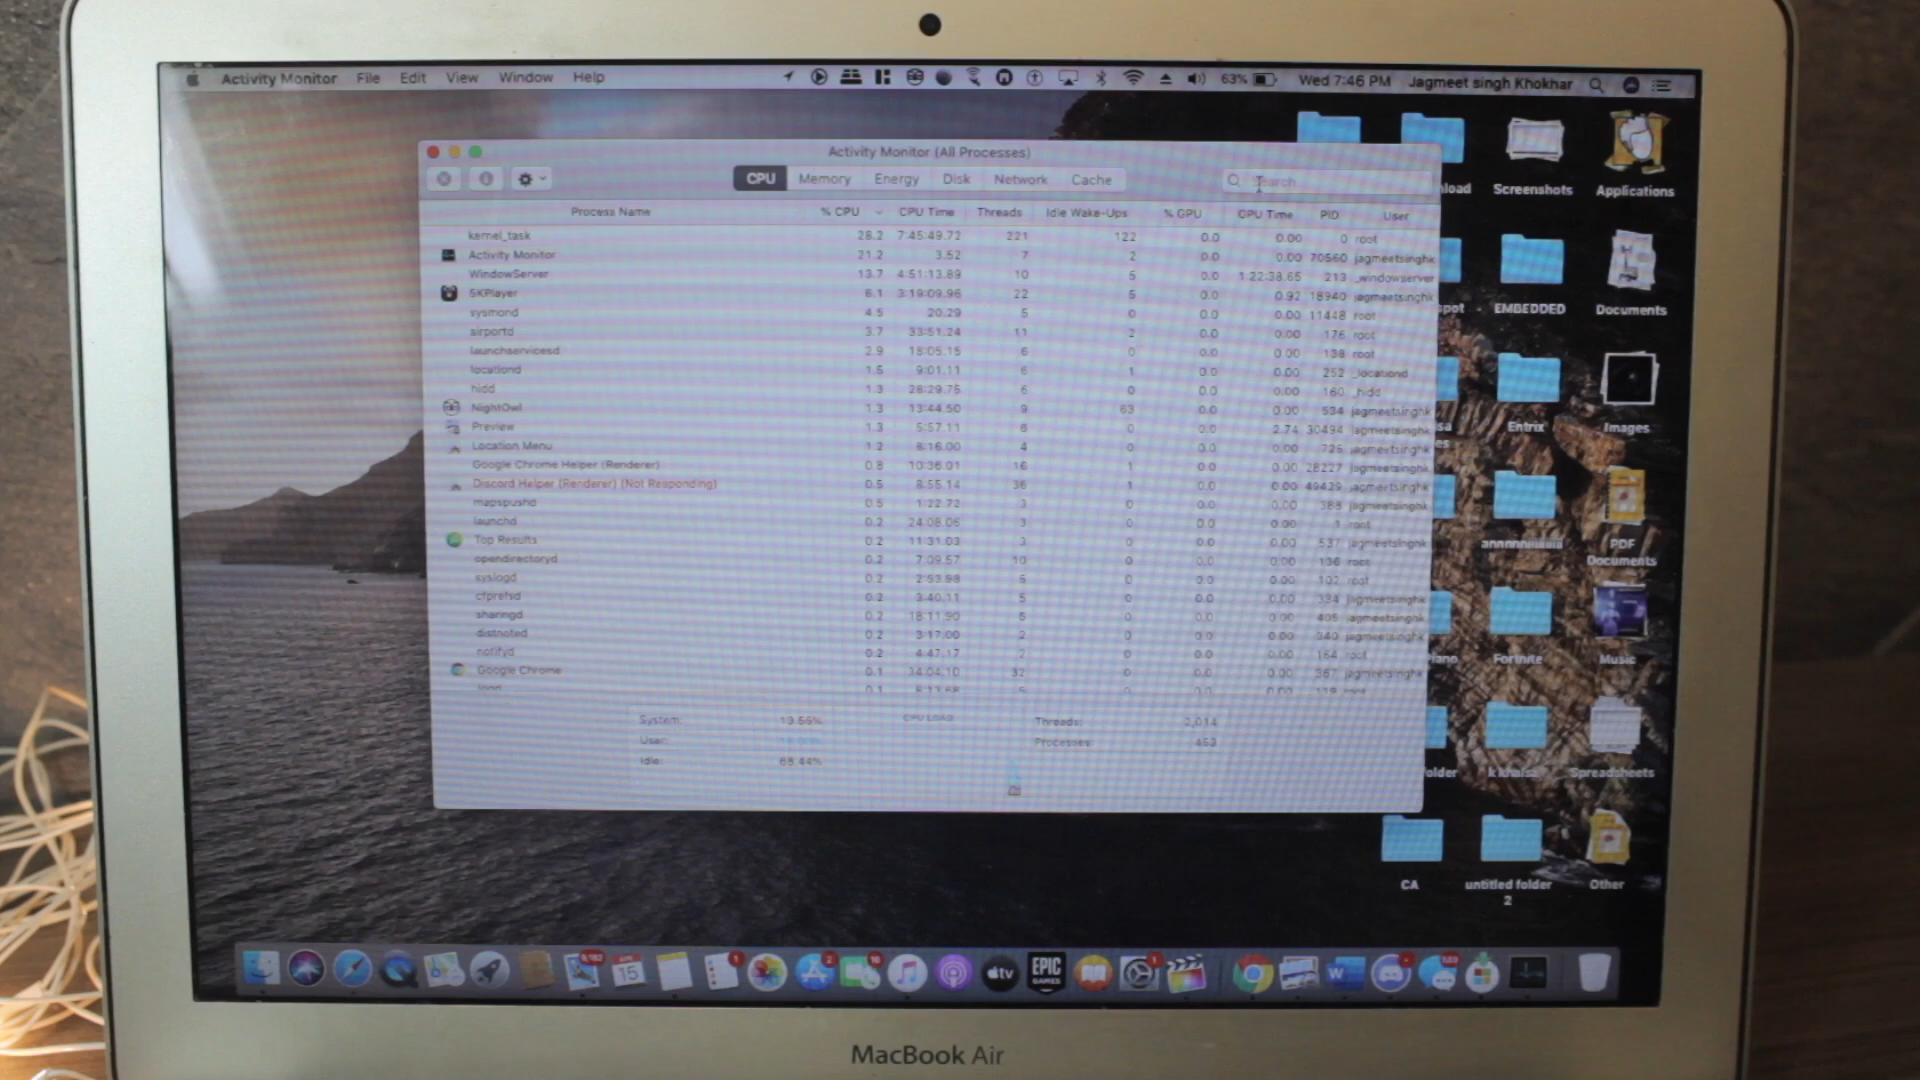 Activity Monitor File Edit View Window Help 63% Wed 7:46 PM Jagmeet singh Khokhar
Activity Monitor (All Processes)
CPU Memory Energy Disk Network Cache Search
Process Name % CPU CPU Time Threads Idle Wake-Ups % GPU GPU Time PID User
kernel_task 28.2 7:45:49.72 221 122 0.0 0.00 0 root
Activity Monitor 21.2 3.52 7 2 0.0 0.00 70560 jagmeetsinghk
WindowServer 13.7 4:51:13.89 10 5 0.0 1:22:38.65 213 _windowserver
5KPlayer 6.1 3:19:09.96 22 5 0.0 0.92 18940 jagmeetsinghk
sysmond 4.5 20.29 5 0 0.0 0.00 11448 root
airportd 3.7 33:51.24 11 2 0.0 0.00 176 root
launchservicesd 2.9 18:05.15 6 0 0.0 0.00 138 root
locationd 1.5 9:01.11 6 1 0.0 0.00 252 _locationd
hidd 1.3 28:29.75 6 0 0.0 0.00 160 _hidd
NightOwl 1.3 13:44.50 9 63 0.0 0.00 534 jagmeetsinghk
Preview 1.3 5:57.11 0 0.0 2.74 30494 jagmeetsinghk
Location Menu 1.2 8:16.00 4 0 0.0 0.00 jagmeetsinghk
Google Chrome Helper (Renderer) 0.8 10:36.01 16 1 0.0 0.00 28227 jagmeetsinghk
Discord Helper (Renderer) (Not Responding) 0.5 8:55.14 36 1 0.0 0.00 49429 jagmeetsinghk
mapspushd 0.5 1:22.72 3 0 0.0 0.00 jagmeetsinghk
launchd 0.2 24:08.06 3 0 0.0 0.00 1 root
Top Results 0.2 11:31.03 3 0 0.0 0.00 537 jagmeetsinghk
opendirectoryd 0.2 7:09.57 10 0 0.0 0.00 136 root
syslogd 0.2 2:53.98 5 0 0.0 0.00 102 root
cfprefsd 0.2 3:40.11 5 0 0.0 0.00 334 jagmeetsinghk
sharingd 0.2 18:11.90 5 0 0.0 0.00 405 jagmeetsinghk
distnoted 0.2 3:17.00 2 0 0.0 0.00 340 jagmeetsinghk
notifyd 0.2 4:47.17 2 0 0.0 0.00 164 root
Google Chrome 0.1 34:04.10 32 0 0.0 0.00 367 jagmeetsinghk
System: 13.56% CPU LOAD Threads: 2,014
User: Processes: 453
Idle: 68.44%
Screenshots
Applications
EMBEDDED
Documents
Entrix
Images
PDF Documents
Fortnite
Music
Spreadsheets
CA
untitled folder 2
Other
15
tv
EPIC GAMES
MacBook Air